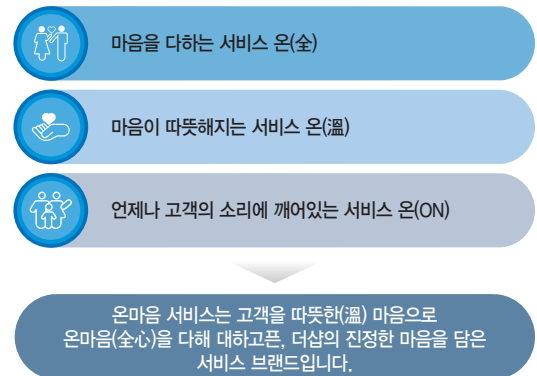 마음을 다하는 서비스 온(全)
마음이 따뜻해지는 서비스 온(溫)
언제나 고객의 소리에 깨어있는 서비스 온(ON)
온마음 서비스는 고객을 따뜻한(溫) 마음으로
온마음(全心)을 다해 대하고픈, 더샵의 진정한 마음을 담은
서비스 브랜드입니다.